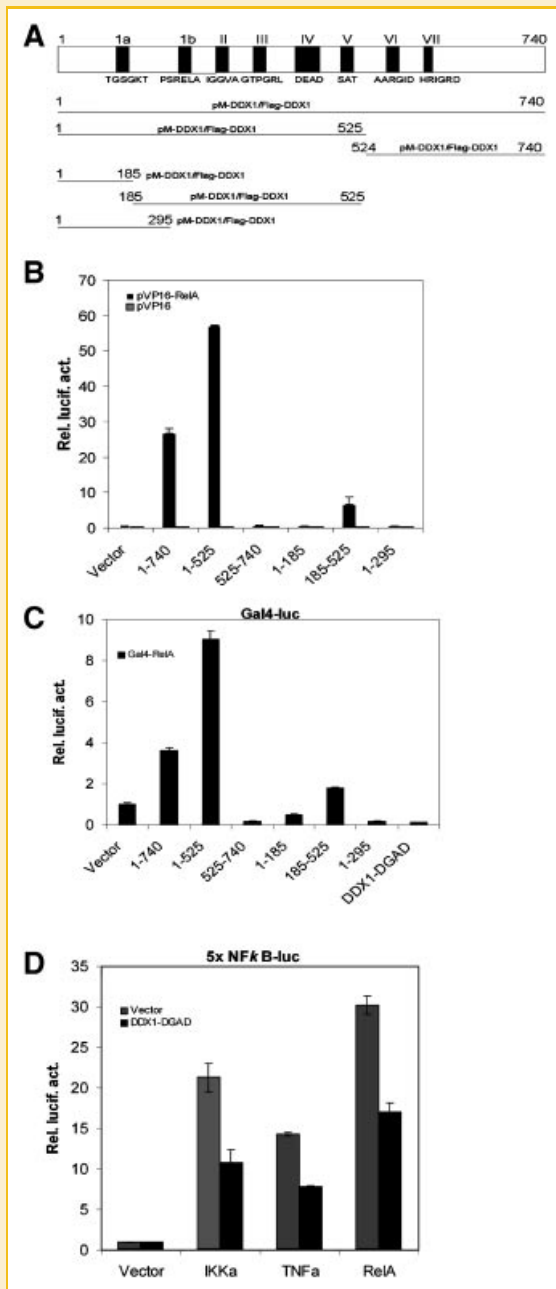 A
1 1a 1b II III IV V VI VII 740
TGSGKT PSRELA IGGVA GTPGRL DEAD SAT AARGID HRIGRD
1 740
pM-DDX1/Flag-DDX1
1 525
pM-DDX1/Flag-DDX1
524 740
pM-DDX1/Flag-DDX1
1 185 pM-DDX1/Flag-DDX1
185 525
pM-DDX1/Flag-DDX1
1 295 pM-DDX1/Flag-DDX1
B
70
60
50
40
30
20
10
0
Rel. lucif. act.
pVP16-RelA
pVP16
Vector 1-740 1-525 525-740 1-185 185-525 1-295
C
Gal4-luc
10
8
6
4
2
0
Rel. lucif. act.
Gal4-RelA
Vector 1-740 1-525 525-740 1-185 185-525 1-295 DDX1-DGAD
D
5x NFkB-luc
35
30
25
20
15
10
5
0
Rel. lucif. act.
Vector
DDX1-DGAD
Vector IKKa TNFa RelA